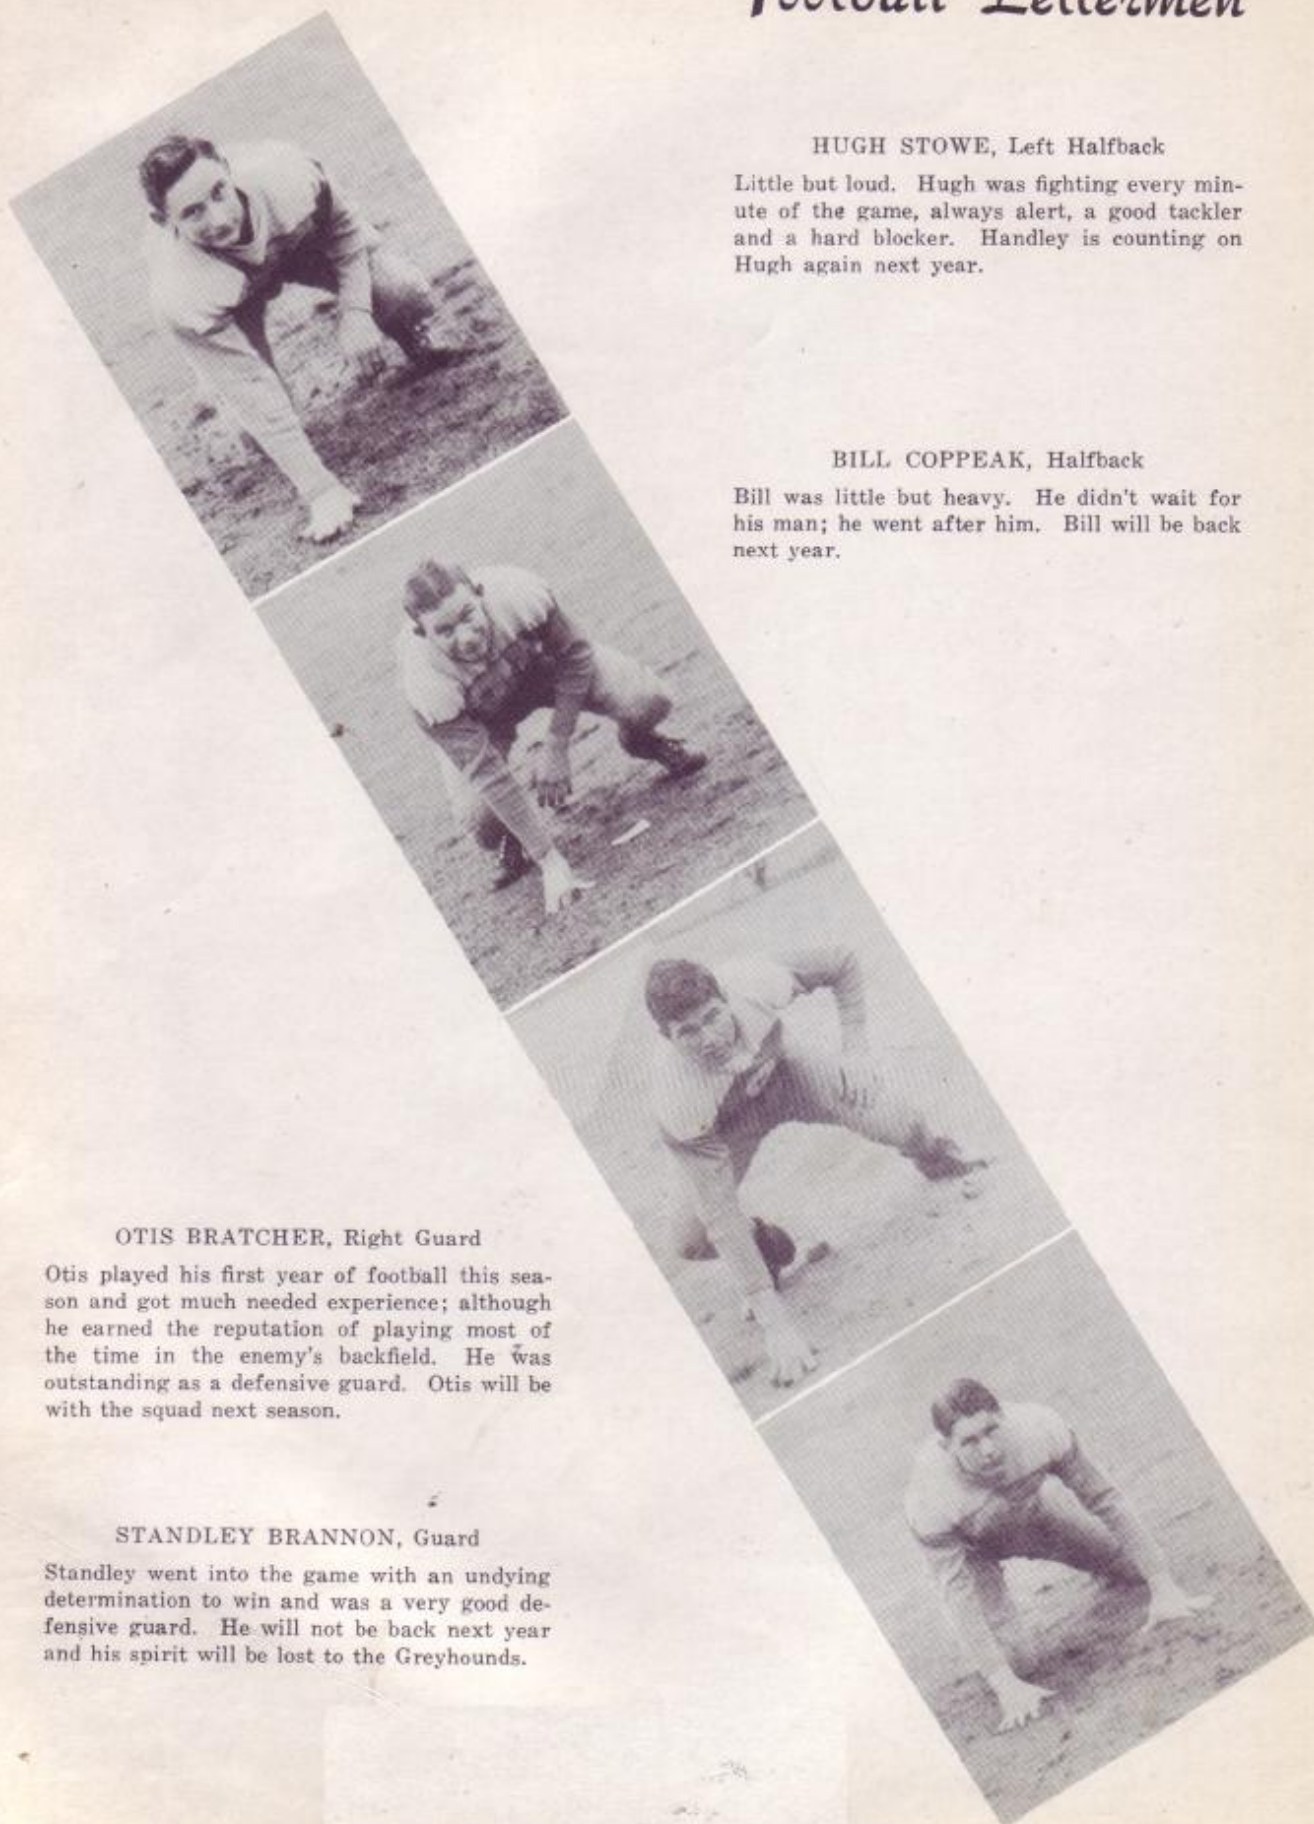 Football Lettermen
HUGH STOWE, Left Halfback
Little but loud. Hugh was fighting every min-
ute of the game, always alert, a good tackler
and a hard blocker. Handley is counting on
Hugh again next year.
BILL COPPEAK, Halfback
Bill was little but heavy. He didn't wait for
his man; he went after him. Bill will be back
next year.
OTIS BRATCHER, Right Guard
Otis played his first year of football this sea-
son and got much needed experience; although
he earned the reputation of playing most of
the time in the enemy's backfield. He was
outstanding as a defensive guard. Otis will be
with the squad next season.
STANDLEY BRANNON, Guard
Standley went into the game with an undying
determination to win and was a very good de-
fensive guard. He will not be back next year
and his spirit will be lost to the Greyhounds.